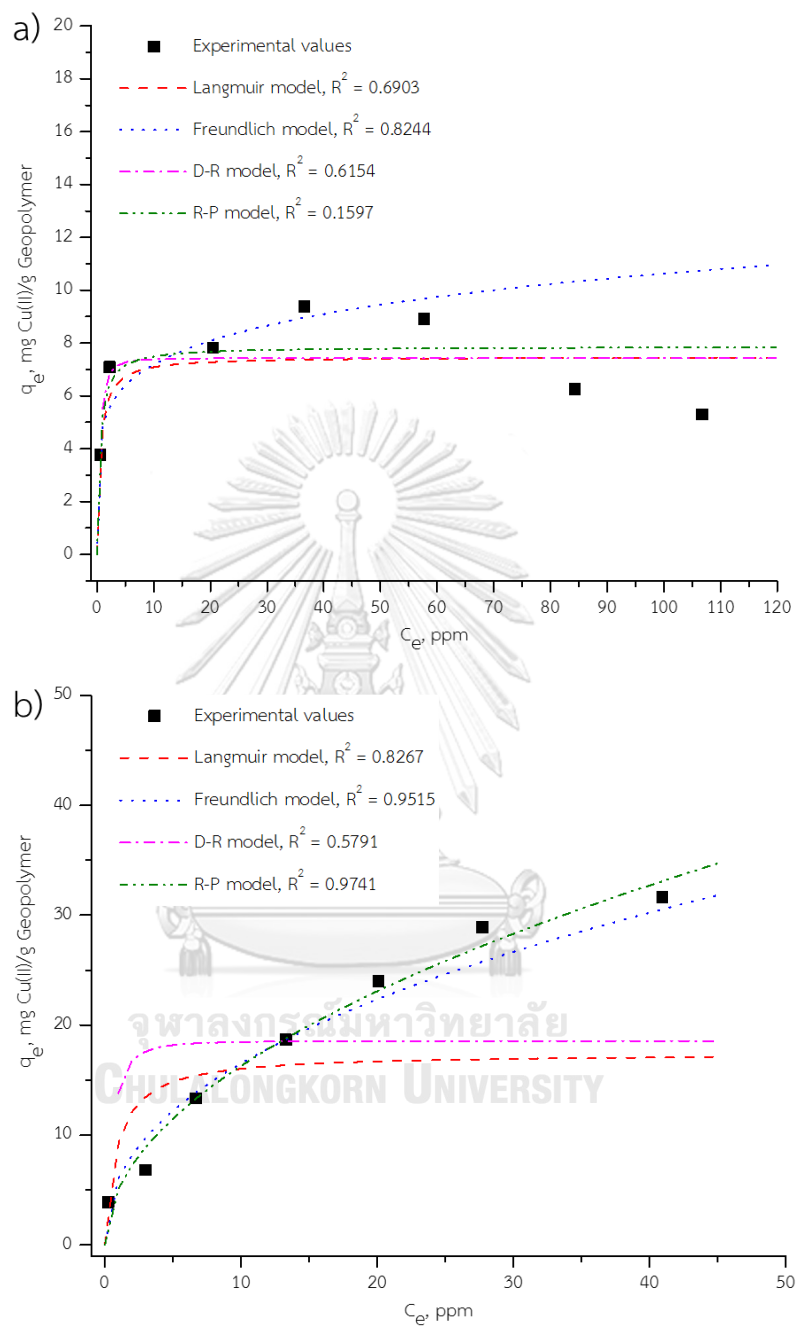 a)
20
18
16
14
12
10
8
6
4
2
0
q_e, mg Cu(II)/g Geopolymer
Experimental values
Langmuir model, R² = 0.6903
Freundlich model, R² = 0.8244
D-R model, R² = 0.6154
R-P model, R² = 0.1597
0 10 20 30 40 50 60 70 80 90 100 110 120
C_e, ppm
b)
50
40
30
20
10
0
q_e, mg Cu(II)/g Geopolymer
Experimental values
Langmuir model, R² = 0.8267
Freundlich model, R² = 0.9515
D-R model, R² = 0.5791
R-P model, R² = 0.9741
จุฬาลงกรณ์มหาวิทยาลัย
CHULALONGKORN UNIVERSITY
0 10 20 30 40 50
C_e, ppm